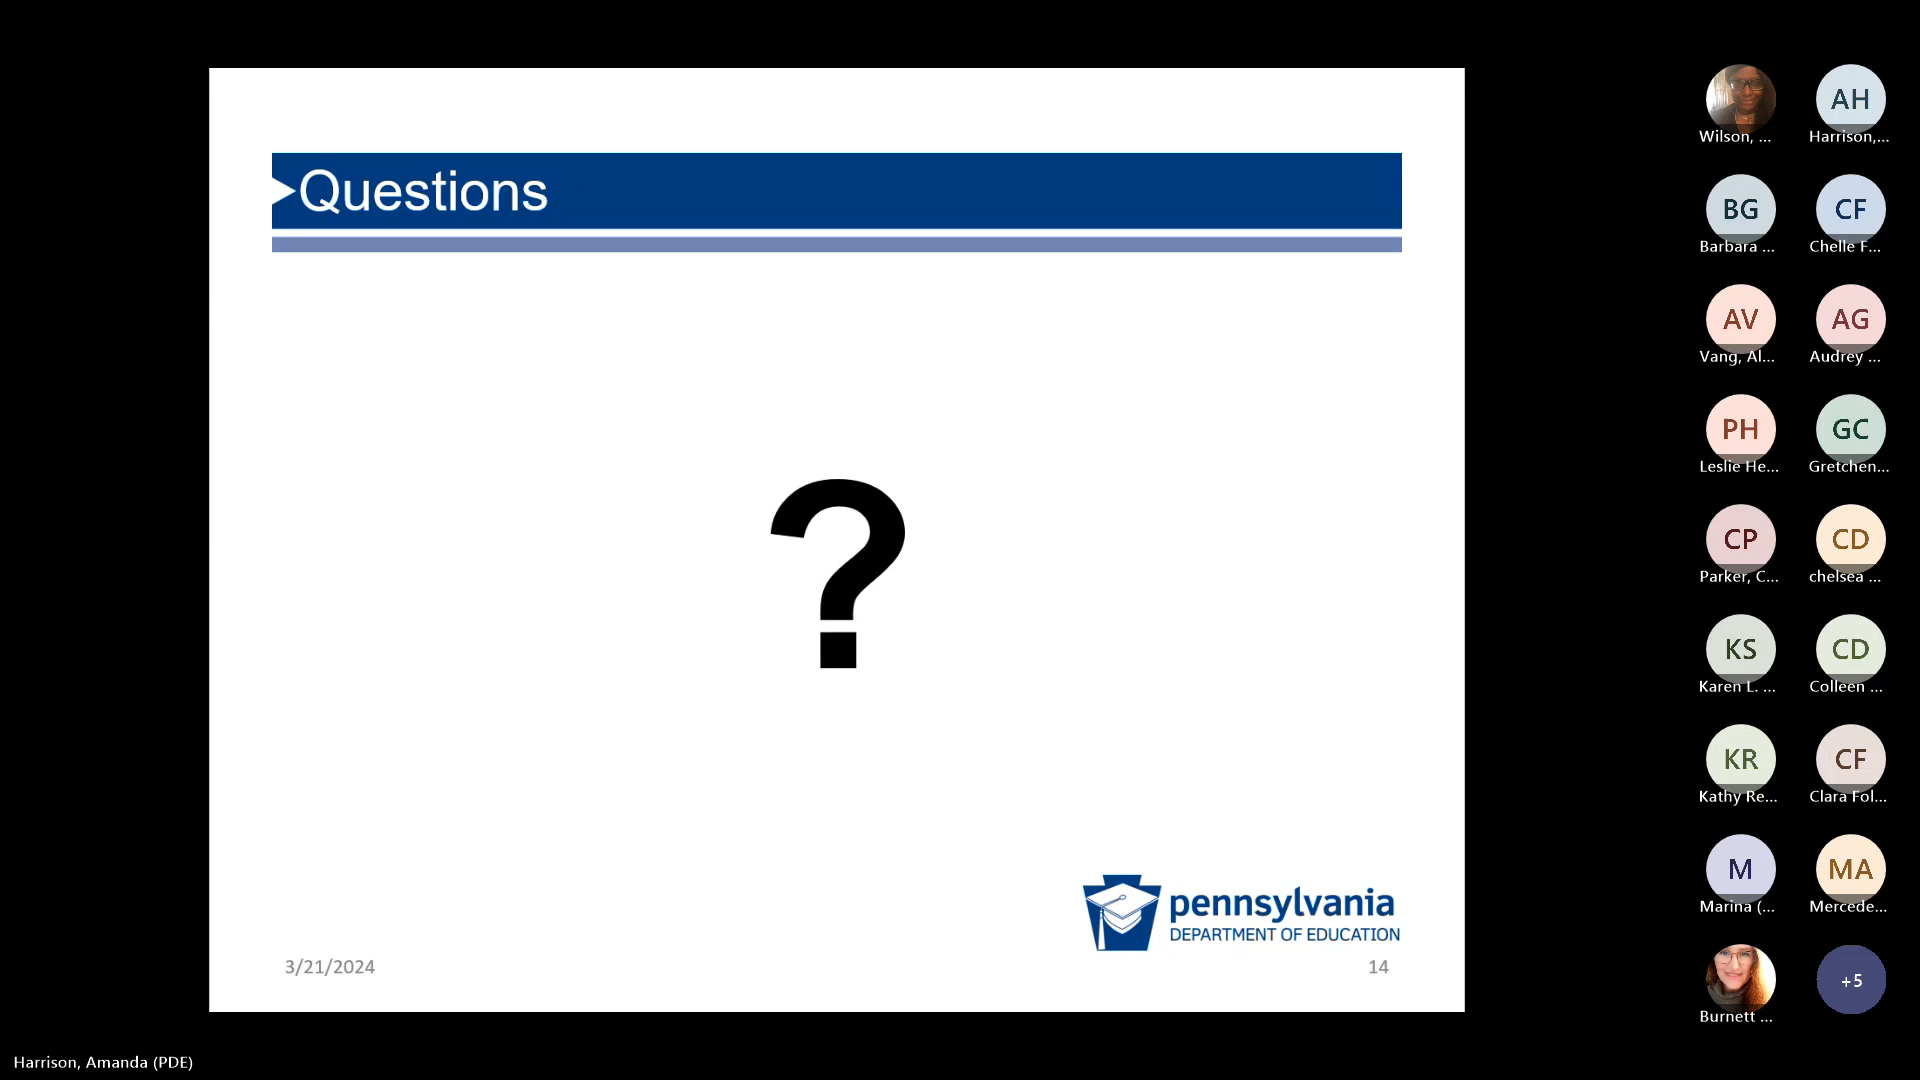 Questions
?
pennsylvania
DEPARTMENT OF EDUCATION
3/21/2024
14
Wilson, ...
AH
Harrison,...
BG
Barbara ...
CF
Chelle F...
AV
Vang, Al...
AG
Audrey ...
PH
Leslie He...
GC
Gretchen...
CP
Parker, C...
CD
chelsea ...
KS
Karen L. ...
CD
Colleen ...
KR
Kathy Re...
CF
Clara Fol...
M
Marina (...
MA
Mercede...
Burnett ...
+5
Harrison, Amanda (PDE)